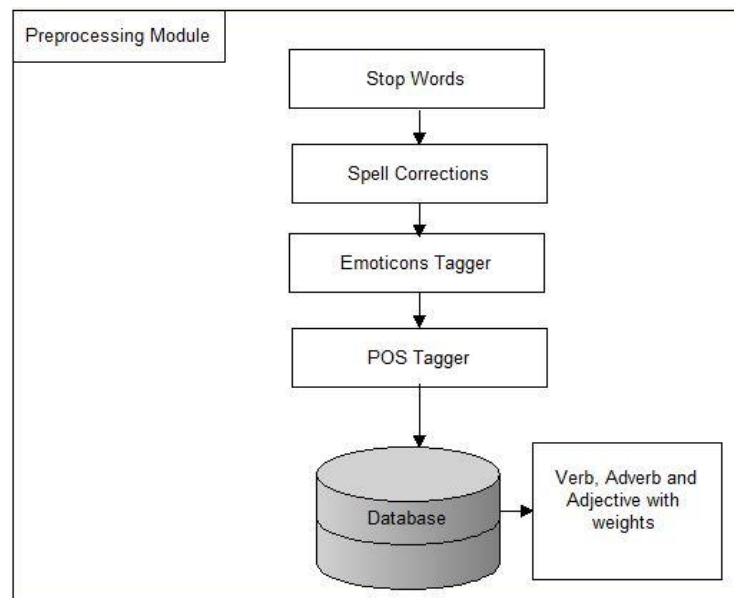 Preprocessing Module
Stop Words
Spell Corrections
Emoticons Tagger
POS Tagger
Database
Verb, Adverb and
Adjective with
weights